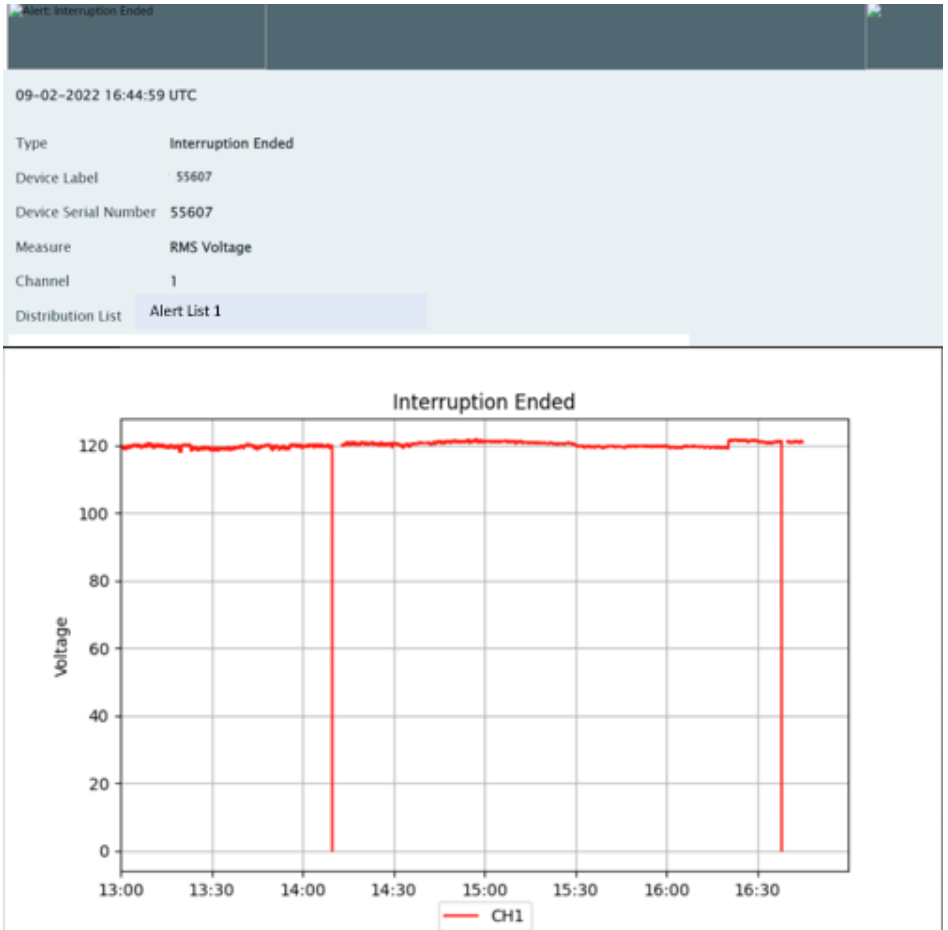 Alert: Interruption Ended
09-02-2022 16:44:59 UTC
Type Interruption Ended
Device Label 55607
Device Serial Number 55607
Measure RMS Voltage
Channel 1
Distribution List Alert List 1
Interruption Ended
120
100
80
60
40
20
0
Voltage
13:00 13:30 14:00 14:30 15:00 15:30 16:00 16:30
CH1